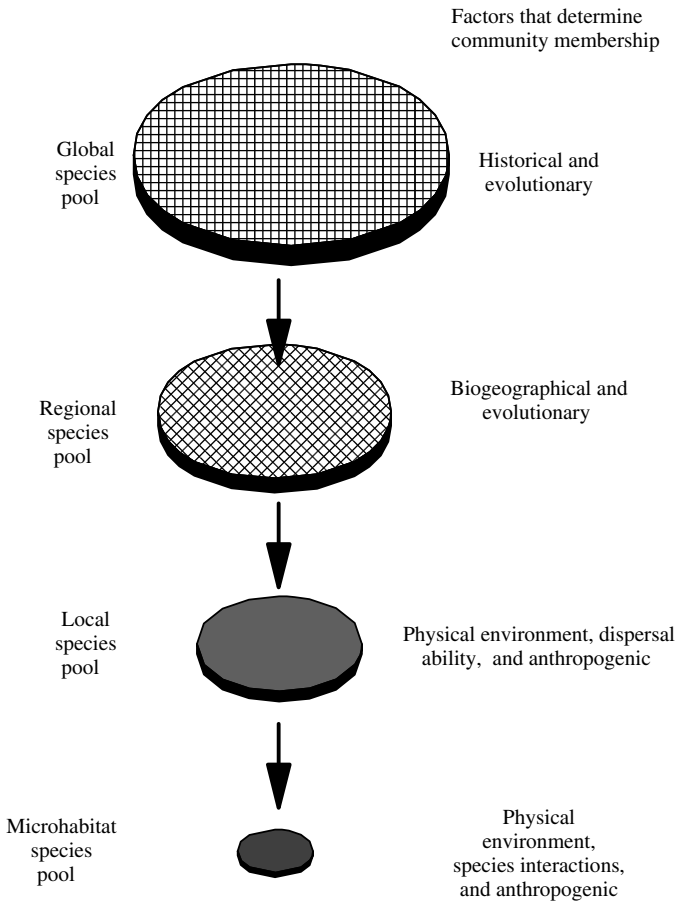 Factors that determine
community membership
Global
species
pool
Historical and
evolutionary
Regional
species
pool
Biogeographical and
evolutionary
Local
species
pool
Physical environment, dispersal
ability, and anthropogenic
Microhabitat
species
pool
Physical
environment,
species interactions,
and anthropogenic